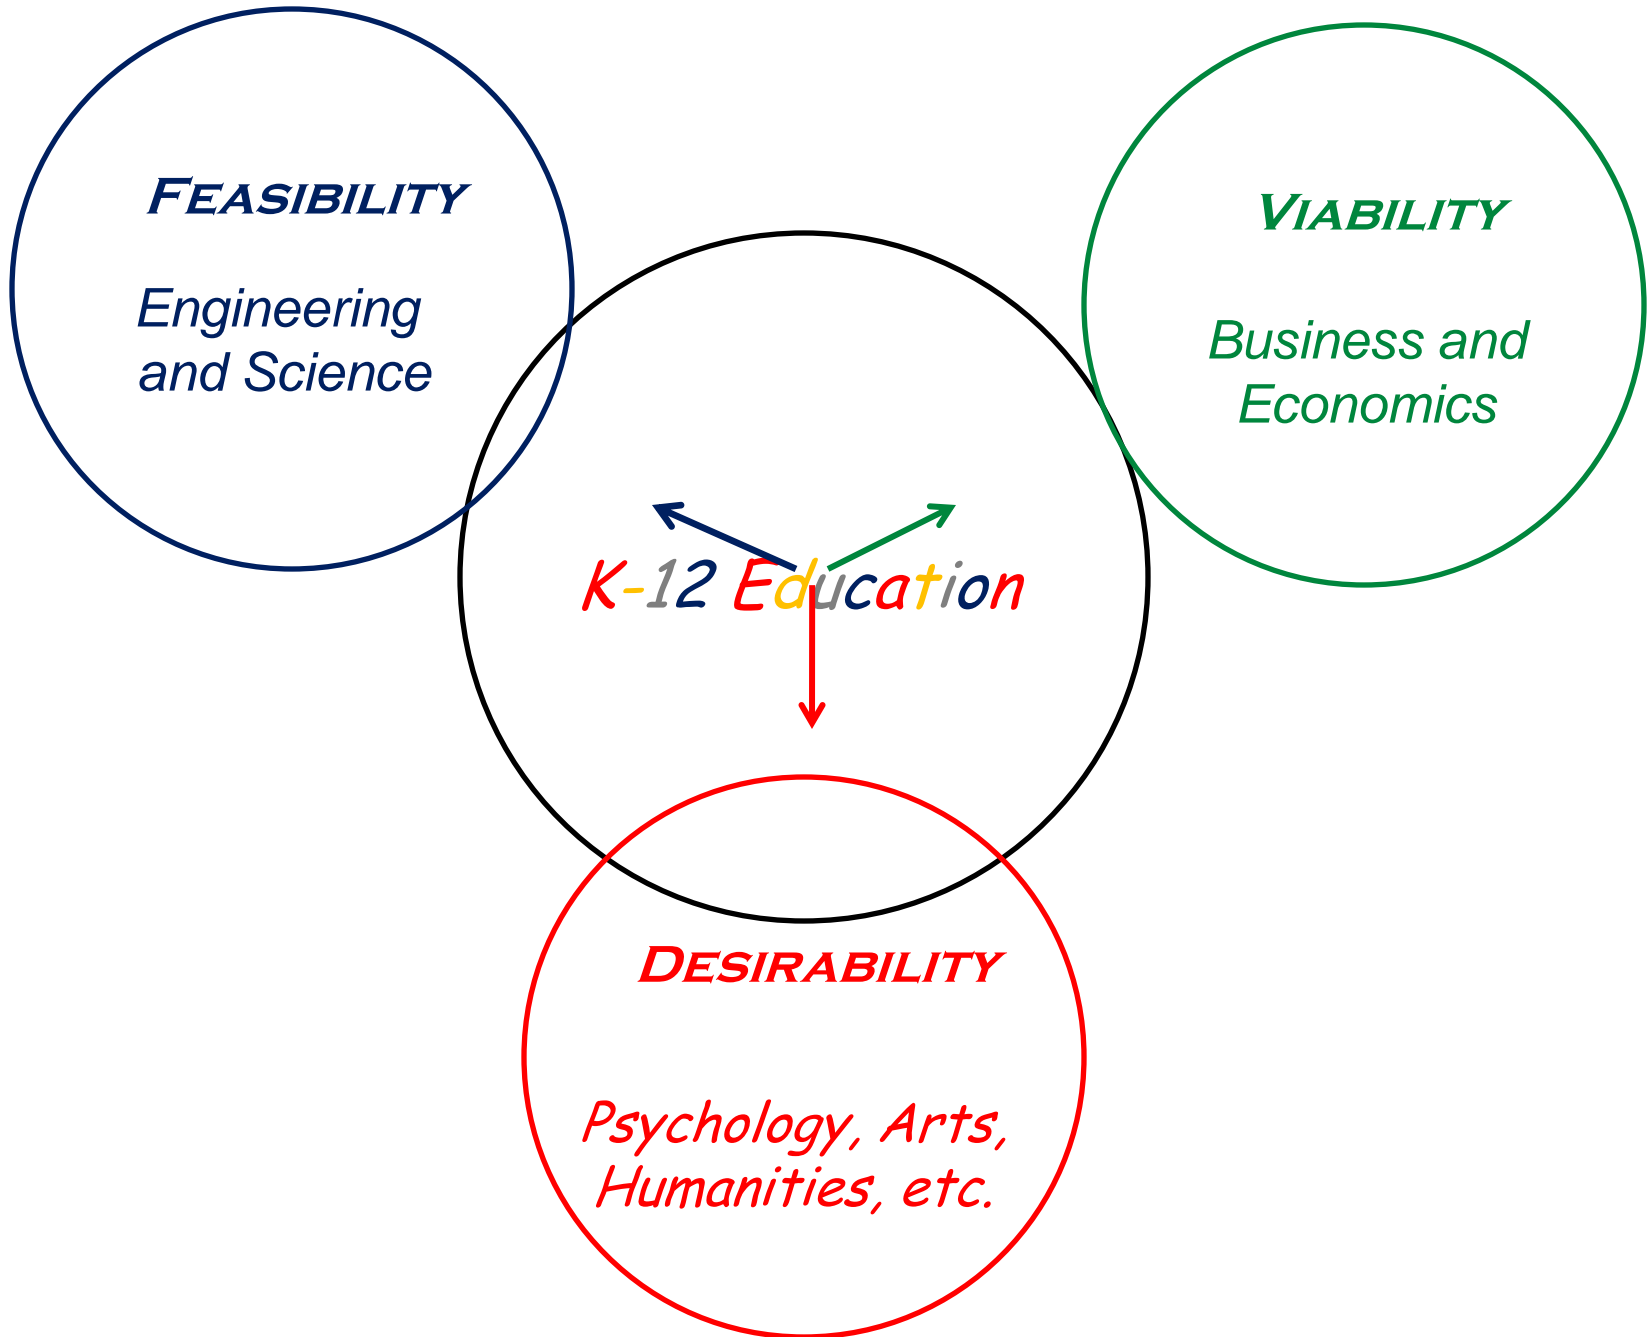 FEASIBILITY
Engineering
and Science
VIABILITY
Business and
Economics
K-12 Education
DESIRABILITY
Psychology, Arts,
Humanities, etc.